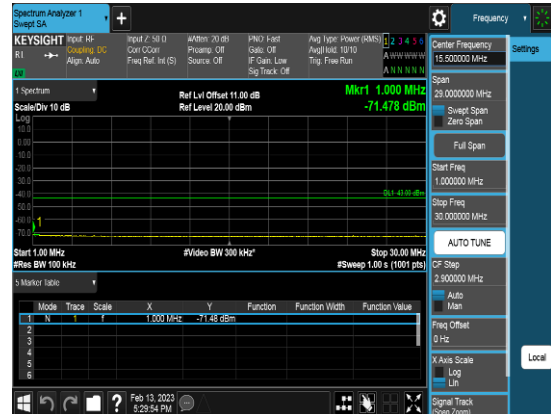 Spectrum Analyzer 1
Swept SA
Frequency
KEYSIGHT
R1
LXI
Input: RF
Coupling: DC
Align: Auto
Input Z: 50 Ω
Corr CCorr
Freq Ref: Int (S)
#Atten: 20 dB
Preamp: Off
Source: Off
PNO: Fast
Gate: Off
IF Gain: Low
Sig Track: Off
Avg Type: Power (RMS)
Avg|Hold: 10/10
Trig: Free Run
1 2 3 4 5 6
A W W W W W
A N N N N N
1 Spectrum
Scale/Div 10 dB
Ref Lvl Offset 11.00 dB
Ref Level 20.00 dBm
Mkr1 1.000 MHz
-71.478 dBm
Log
10.0
0.00
-10.0
-20.0
-30.0
-40.0
-50.0
-60.0
-70.0
DL1 -43.00 dBm
1
Start 1.00 MHz
#Res BW 100 kHz
#Video BW 300 kHz*
Stop 30.00 MHz
#Sweep 1.00 s (1001 pts)
5 Marker Table
Mode Trace Scale X Y Function Function Width Function Value
1 N 1 f 1.000 MHz -71.48 dBm
2
3
4
5
6
Feb 13, 2023
5:29:54 PM
Center Frequency
15.500000 MHz
Span
29.0000000 MHz
Swept Span
Zero Span
Full Span
Start Freq
1.000000 MHz
Stop Freq
30.000000 MHz
AUTO TUNE
CF Step
2.900000 MHz
Auto
Man
Freq Offset
0 Hz
X Axis Scale
Log
Lin
Signal Track
(Span Zoom)
Settings
Local